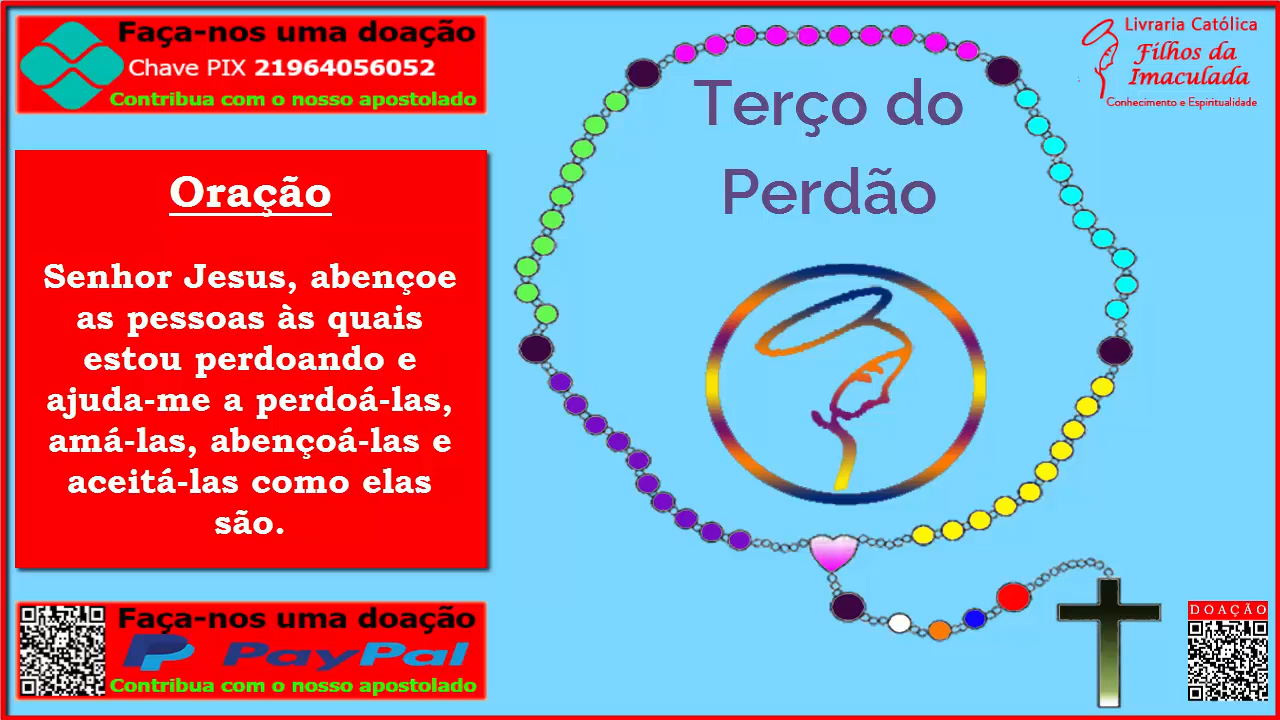 Faça-nos uma doação
Chave PIX 21964056052
Contribua com o nosso apostolado
Livraria Católica
Filhos da
Imaculada
Conhecimento e Espiritualidade
Terço do
Perdão
Oração
Senhor Jesus, abençoe
as pessoas às quais
estou perdoando e
ajuda-me a perdoá-las,
amá-las, abençoá-las e
aceitá-las como elas
são.
Faça-nos uma doação
PayPal
Contribua com o nosso apostolado
DOAÇÃO